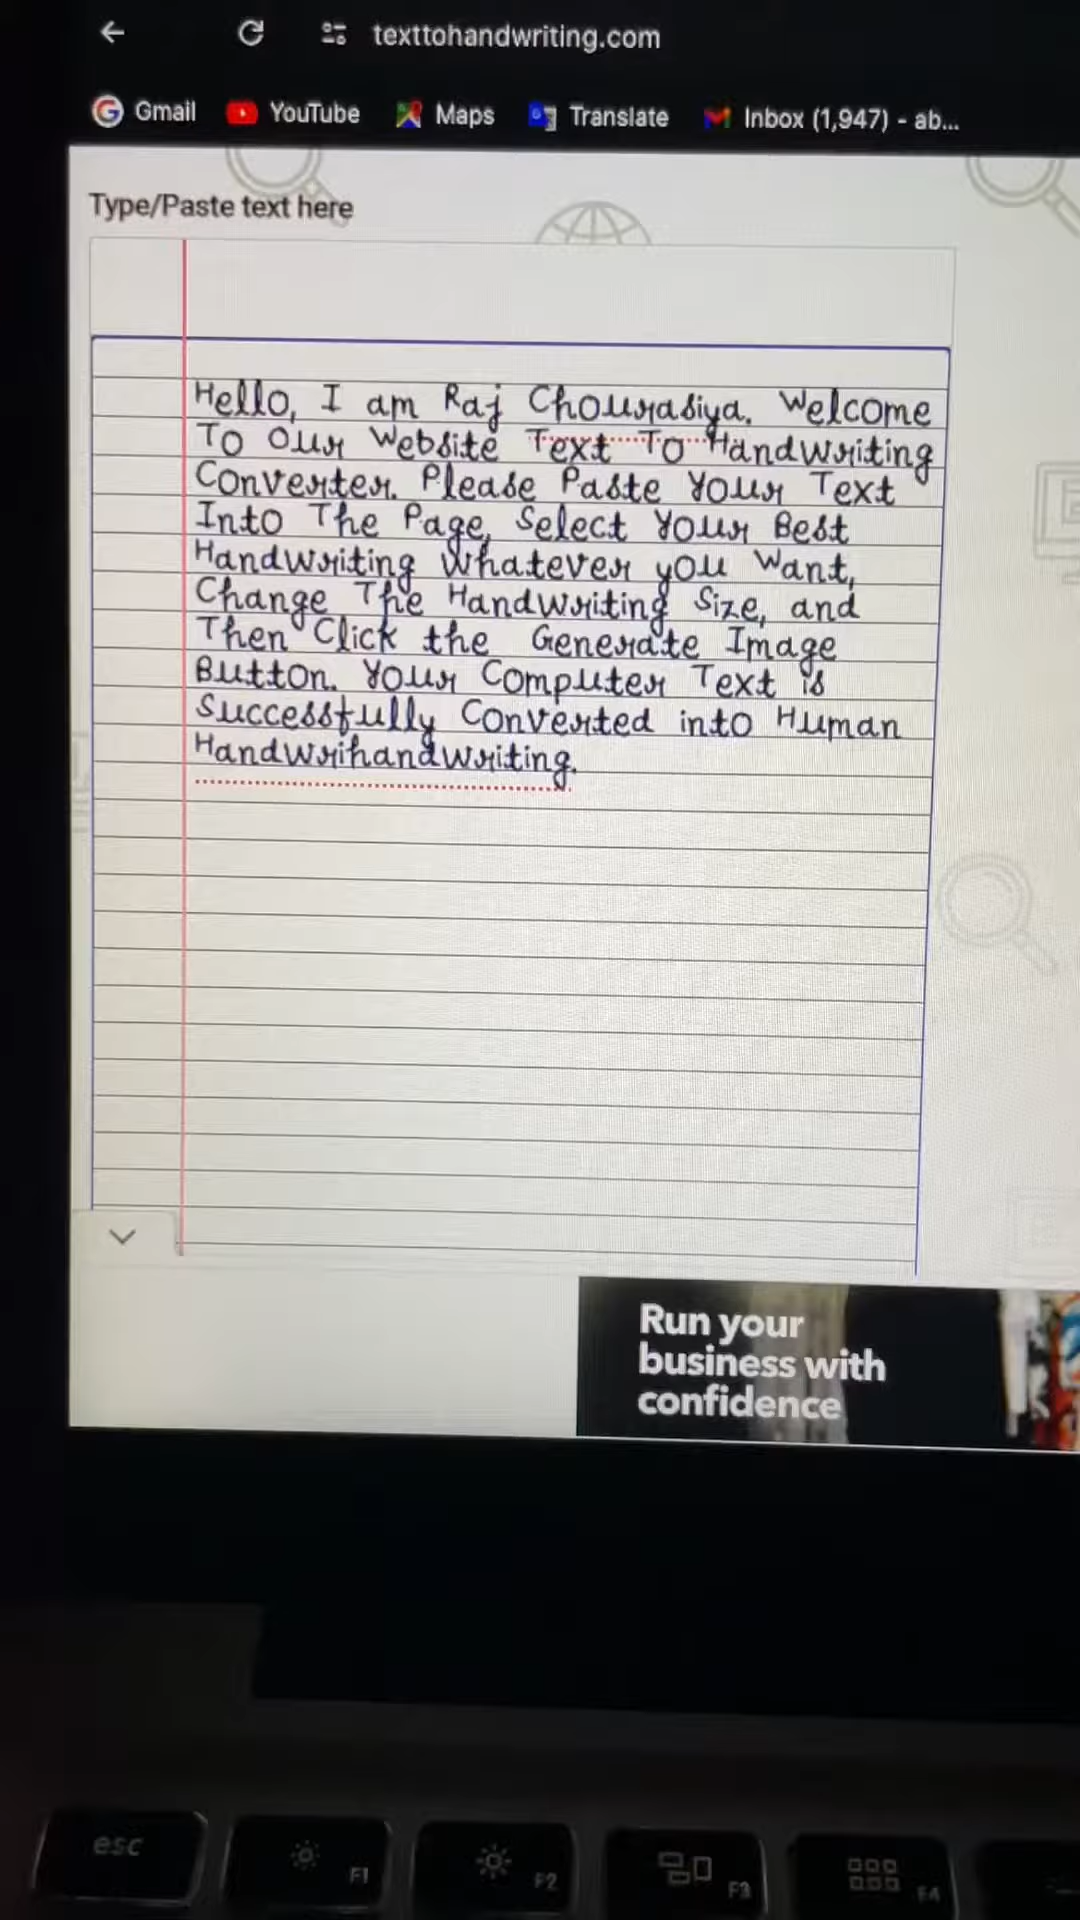 texttohandwriting.com
Gmail YouTube Maps Translate Inbox (1,947) - ab...
Type/Paste text here
Hello, I am Raj Chourasiya. Welcome
To Our Website Text To Handwriting
Converter. Please Paste Your Text
Into The Page, Select Your Best
Handwriting Whatever you Want,
Change The Handwriting Size, and
Then Click the Generate Image
Button. Your Computer Text is
Successfully Converted into Human
Handwrihandwriting.
Run your
business with
confidence
esc F1 F2 F3 F4